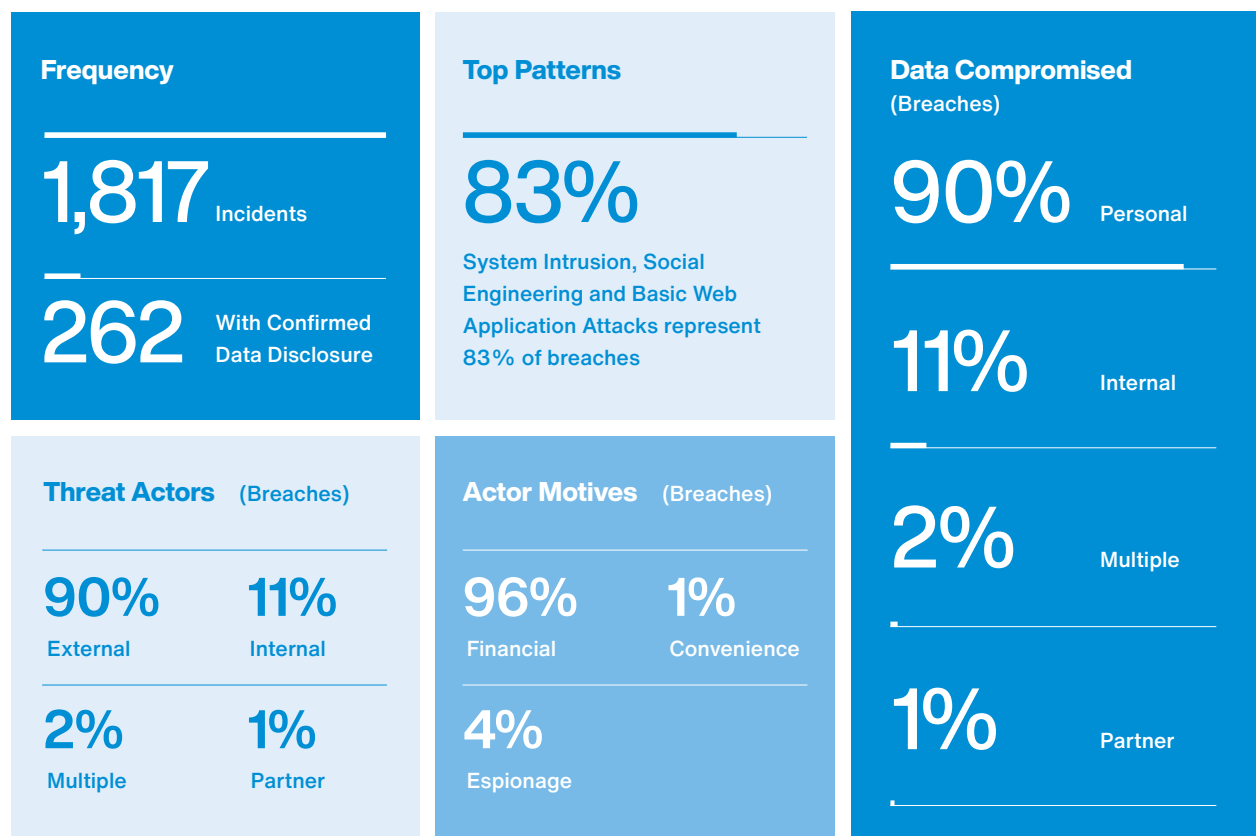 Frequency
1,817 Incidents
262 With Confirmed
Data Disclosure
Top Patterns
83%
System Intrusion, Social
Engineering and Basic Web
Application Attacks represent
83% of breaches
Data Compromised
(Breaches)
90% Personal
11% Internal
2% Multiple
1% Partner
Threat Actors (Breaches)
90% 11%
External Internal
2% 1%
Multiple Partner
Actor Motives (Breaches)
96% 1%
Financial Convenience
4%
Espionage